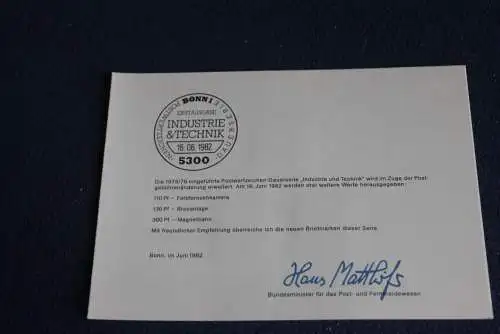 BONN 1
ERSTAUSGABE
INDUSTRIE
& TECHNIK
16.06.1982
5300
Die 1975/76 eingeführte Postwertzeichen-Dauerserie „Industrie und Technik" wird im Zuge der Post-
gebührenänderung erweitert. Am 16. Juni 1982 werden drei weitere Werte herausgegeben:
110 Pf – Farbfernsehkamera
130 Pf – Brauanlage
300 Pf – Magnetbahn
Mit freundlicher Empfehlung überreiche ich die neuen Briefmarken dieser Serie.
Bonn, im Juni 1982
Hans Matthöfer
Bundesminister für das Post- und Fernmeldewesen